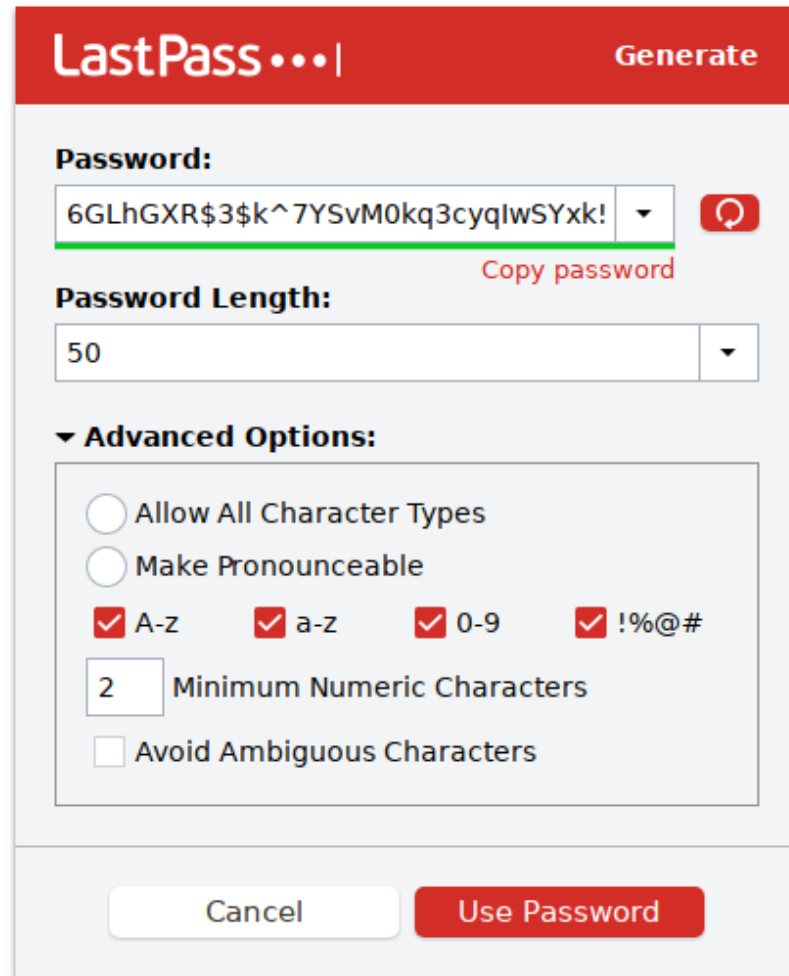 LastPass •••|
Generate
Password:
6GLhGXR$3$k^7YSvM0kq3cyqIwSYxk!
Copy password
Password Length:
50
Advanced Options:
Allow All Character Types
Make Pronounceable
A-z a-z 0-9 !%@#
2 Minimum Numeric Characters
Avoid Ambiguous Characters
Cancel Use Password